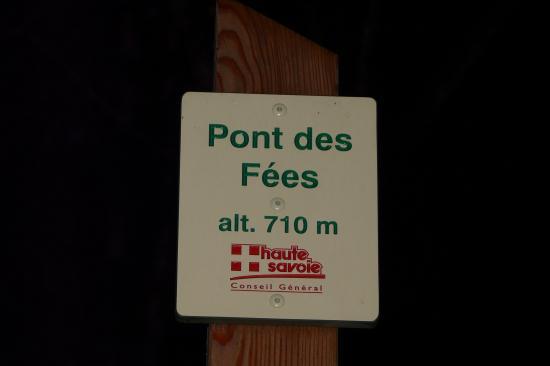 Pont des
Fées
alt. 710 m
haute
savoie
Conseil Général